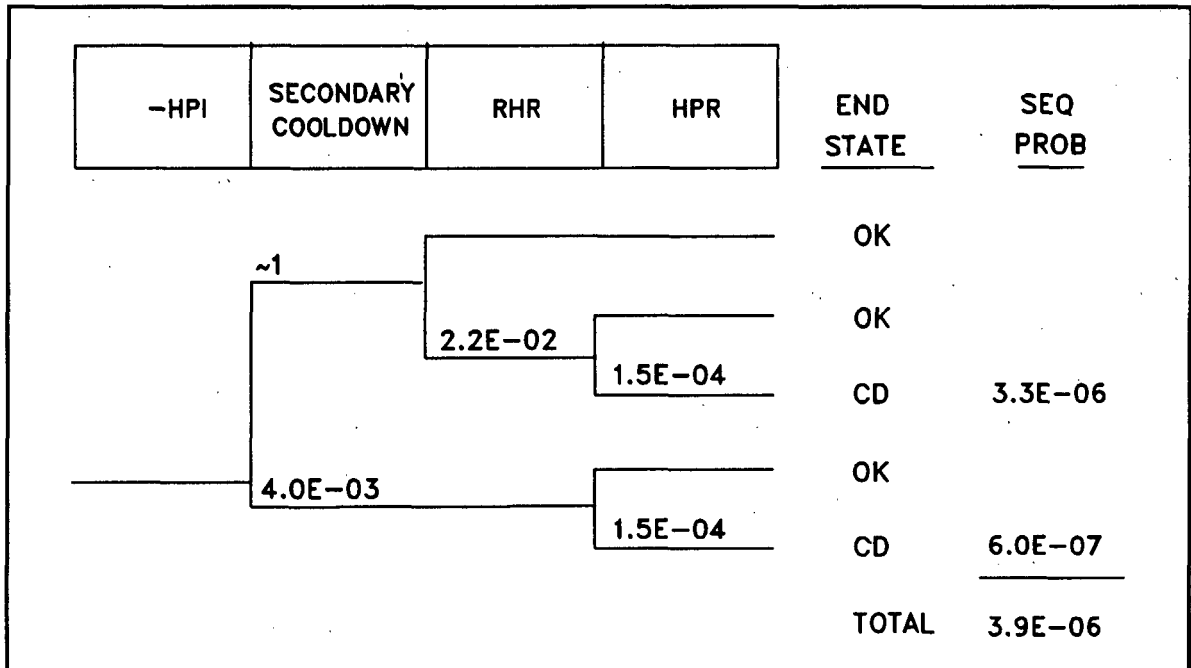 -HPI
SECONDARY
COOLDOWN
RHR
HPR
END
STATE
SEQ
PROB
OK
~1
OK
2.2E-02
1.5E-04
CD 3.3E-06
OK
4.0E-03
1.5E-04
CD 6.0E-07
TOTAL 3.9E-06